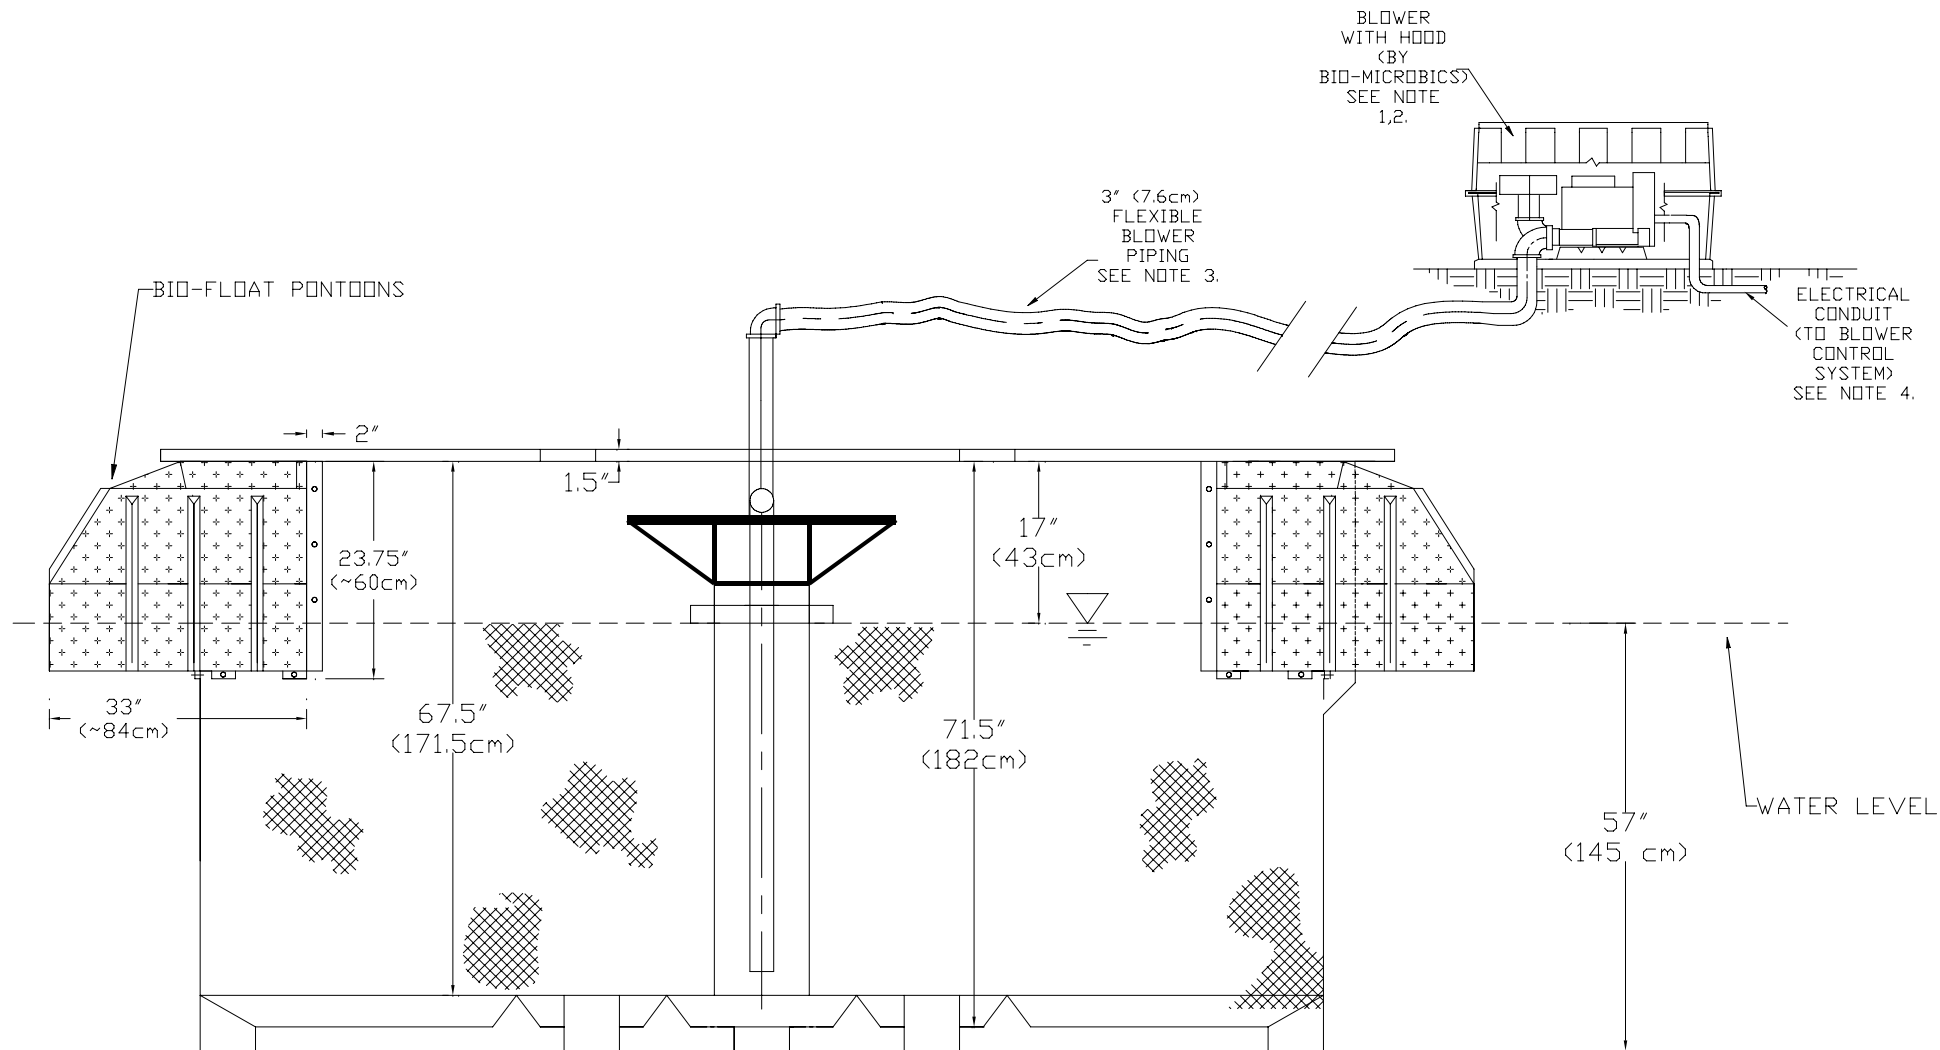 BLOWER
WITH HOOD
(BY
BIO-MICROBICS)
SEE NOTE
1,2.
3" (7.6cm)
FLEXIBLE
BLOWER
PIPING
SEE NOTE 3.
BIO-FLOAT PONTOONS
ELECTRICAL
CONDUIT
(TO BLOWER
CONTROL
SYSTEM)
SEE NOTE 4.
2"
1.5"
17"
(43cm)
23.75"
(~60cm)
33"
(~84cm)
67.5"
(171.5cm)
71.5"
(182cm)
57"
(145 cm)
WATER LEVEL